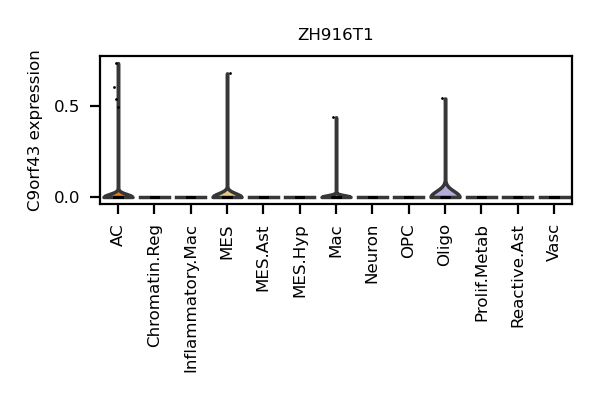 ZH916T1
C9orf43 expression
0.5
0.0
AC
Chromatin.Reg
Inflammatory.Mac
MES
MES.Ast
MES.Hyp
Mac
Neuron
OPC
Oligo
Prolif.Metab
Reactive.Ast
Vasc